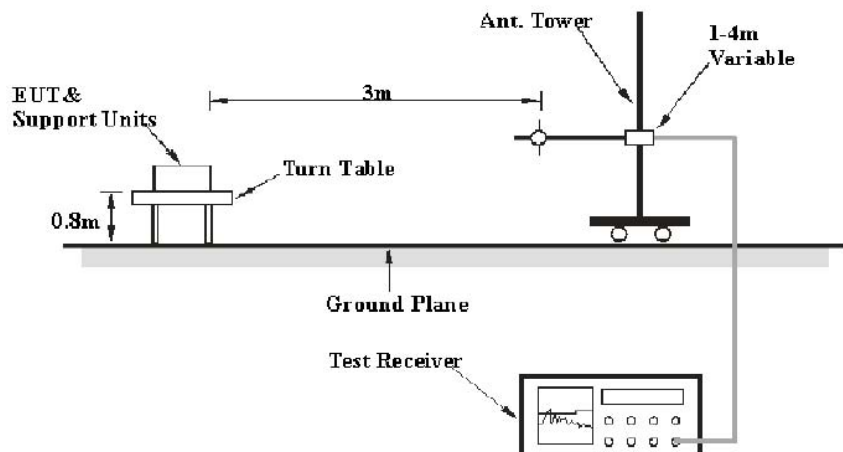 Ant. Tower
1-4m
Variable
3m
EUT &
Support Units
Turn Table
0.8m
Ground Plane
Test Receiver